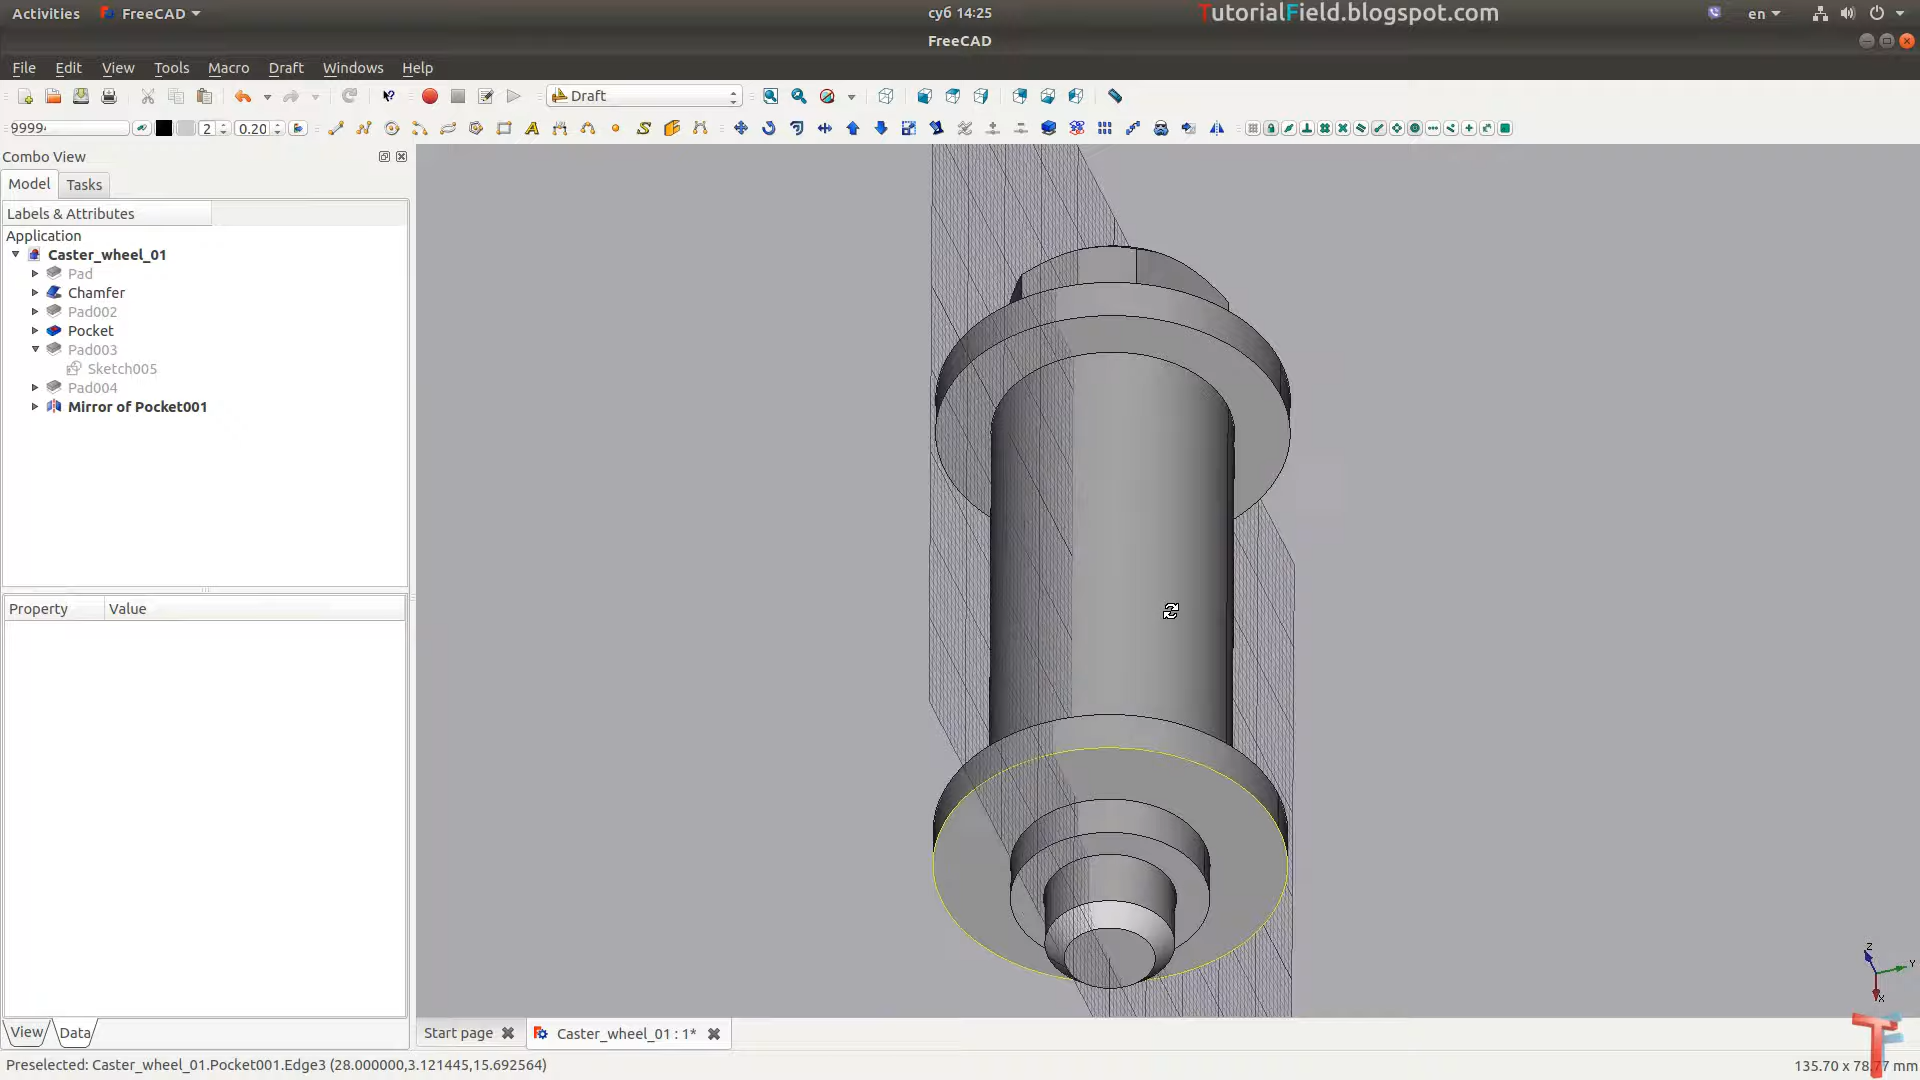 Activities
FreeCAD
суб 14:25
TutorialField.blogspot.com
en
FreeCAD
File Edit View Tools Macro Draft Windows Help
Draft
2 0.20
Combo View
Model Tasks
Labels & Attributes
Application
Caster_wheel_01
Pad
Chamfer
Pad002
Pocket
Pad003
Sketch005
Pad004
Mirror of Pocket001
Property Value
Z
Y
X
View Data
Start page
Caster_wheel_01 : 1*
Preselected: Caster_wheel_01.Pocket001.Edge3 (28.000000,3.121445,15.692564)
135.70 x 78.77 mm